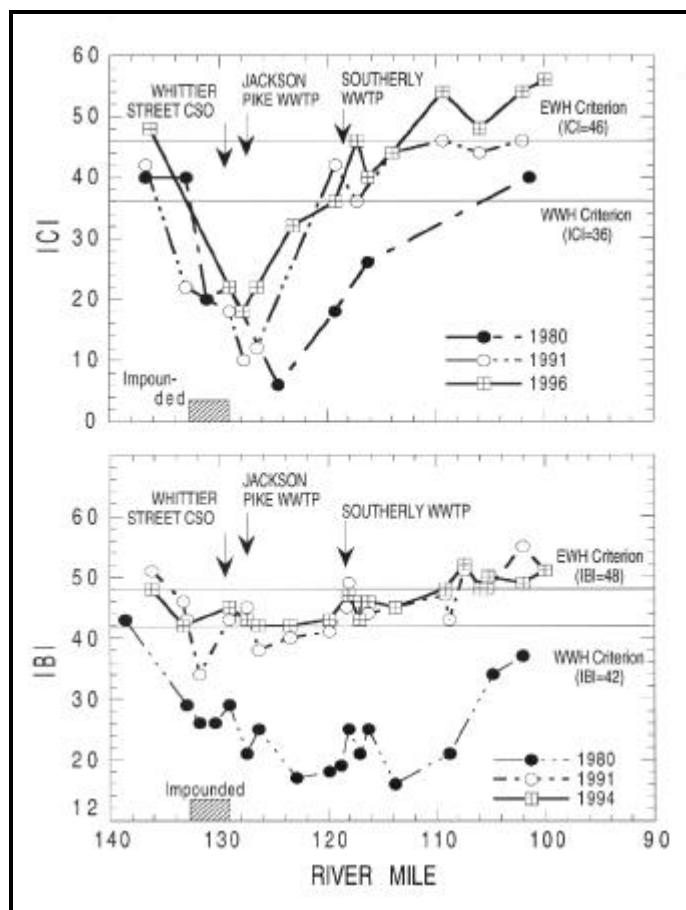 60
50
40
30
20
10
0
ICI
WHITTIER
STREET CSO
JACKSON
PIKE WWTP
SOUTHERLY
WWTP
EWH Criterion
(ICI=46)
WWH Criterion
(ICI=36)
Impoun-
ded
1980
1991
1996
60
50
40
30
20
12
IBI
WHITTIER
STREET CSO
JACKSON
PIKE WWTP
SOUTHERLY WWTP
EWH Criterion
(IBI=48)
WWH Criterion
(IBI=42)
Impounded
1980
1991
1994
140 130 120 110 100 90
RIVER MILE